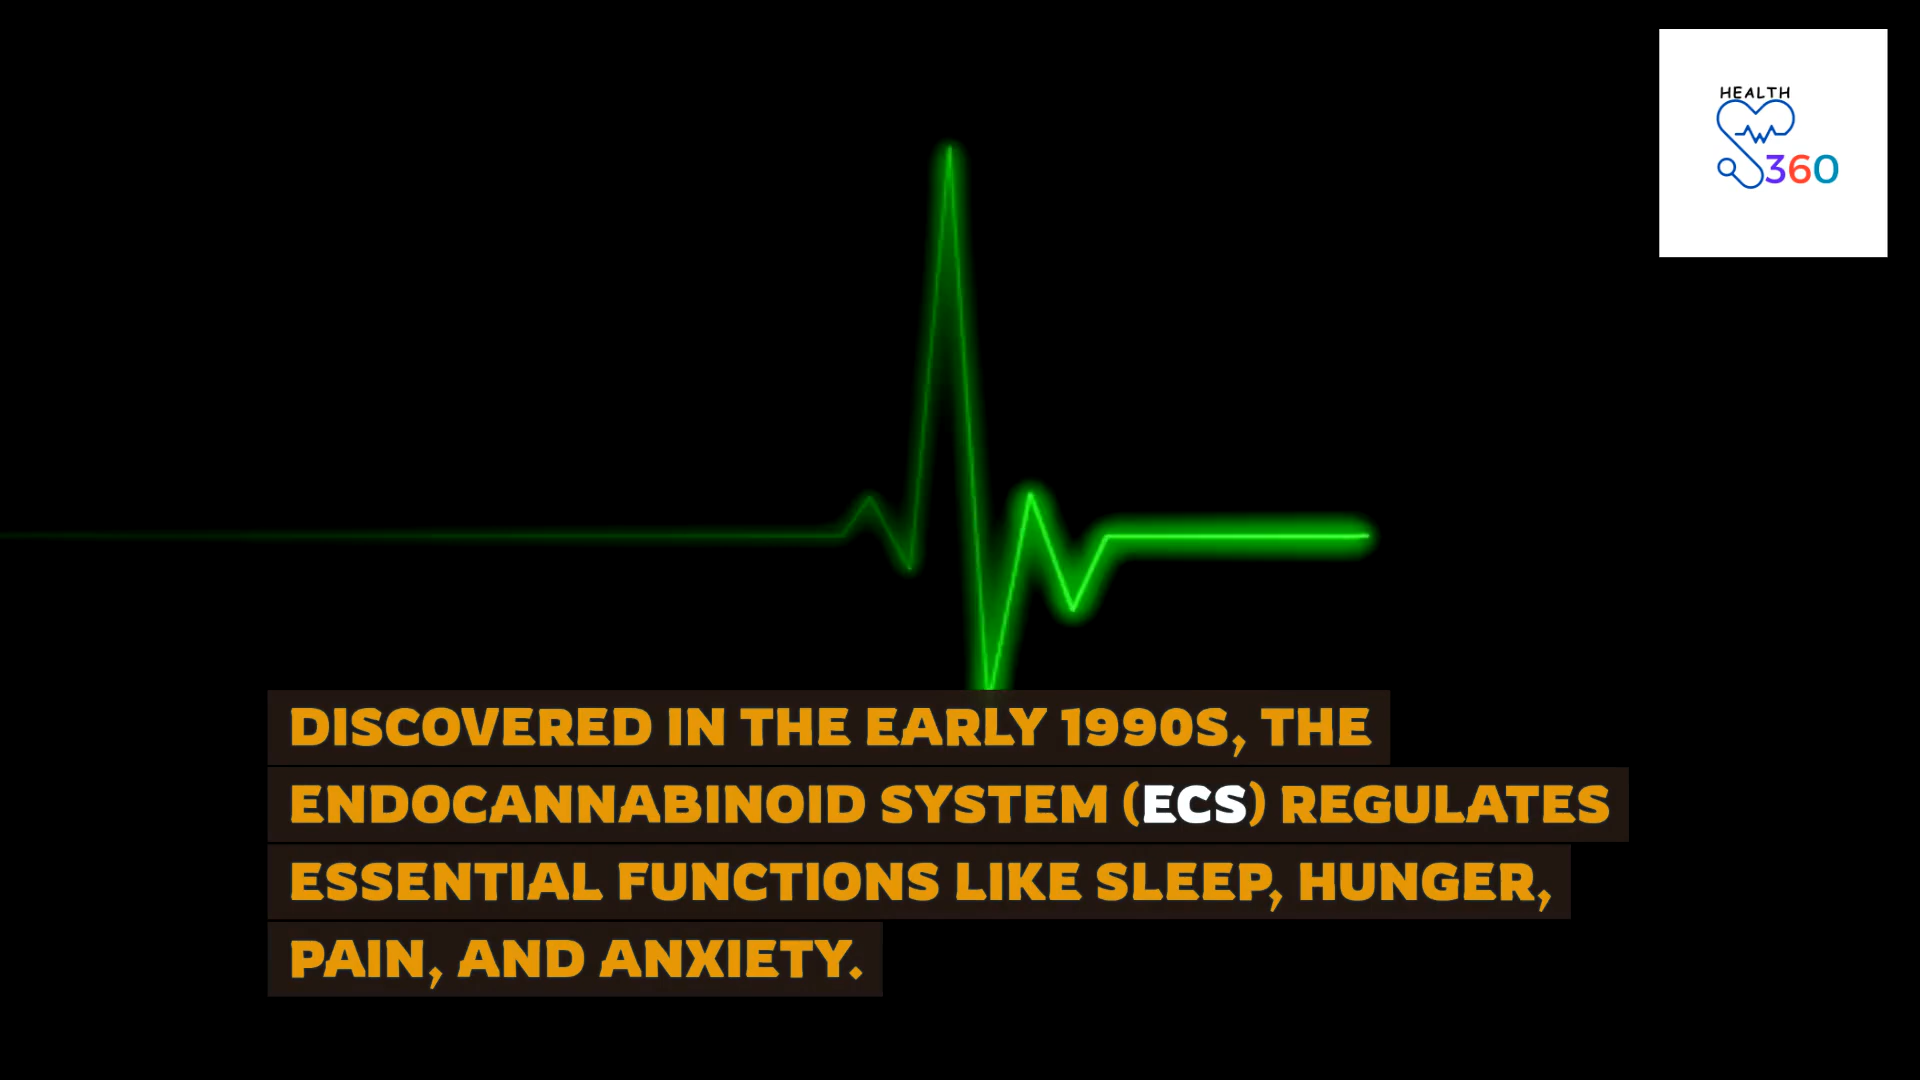 HEALTH
360
DISCOVERED IN THE EARLY 1990S, THE
ENDOCANNABINOID SYSTEM (ECS) REGULATES
ESSENTIAL FUNCTIONS LIKE SLEEP, HUNGER,
PAIN, AND ANXIETY.